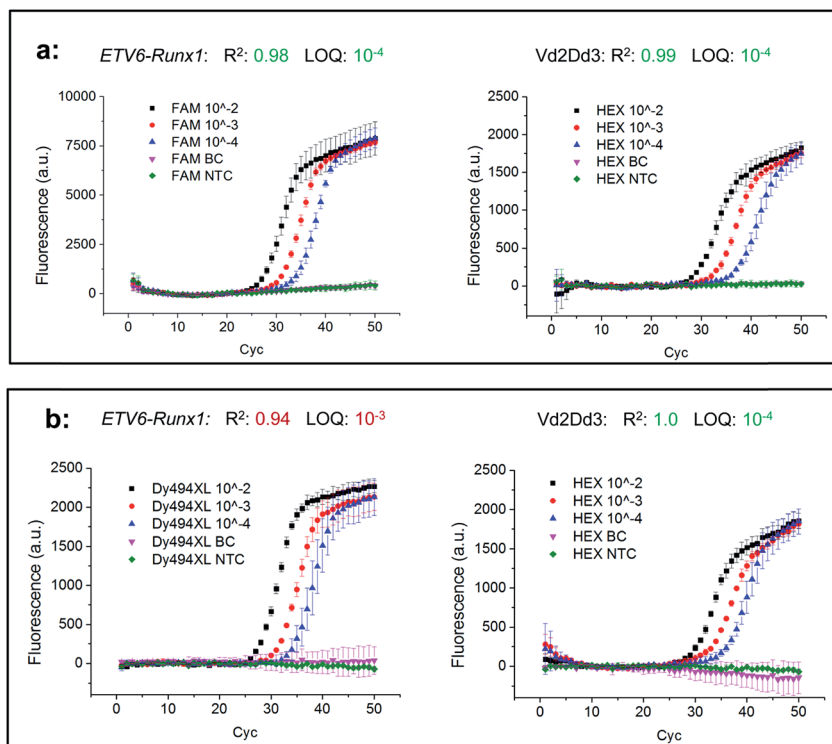 a: ETV6-Runx1: R²: 0.98 LOQ: 10⁻⁴ Vd2Dd3: R²: 0.99 LOQ: 10⁻⁴
10000
7500
5000
2500
0
Fluorescence (a.u.)
FAM 10^-2
FAM 10^-3
FAM 10^-4
FAM BC
FAM NTC
0 10 20 30 40 50
Cyc
2500
2000
1500
1000
500
0
Fluorescence (a.u.)
HEX 10^-2
HEX 10^-3
HEX 10^-4
HEX BC
HEX NTC
0 10 20 30 40 50
Cyc
b: ETV6-Runx1: R²: 0.94 LOQ: 10⁻³ Vd2Dd3: R²: 1.0 LOQ: 10⁻⁴
2500
2000
1500
1000
500
0
Fluorescence (a.u.)
Dy494XL 10^-2
Dy494XL 10^-3
Dy494XL 10^-4
Dy494XL BC
Dy494XL NTC
0 10 20 30 40 50
Cyc
2500
2000
1500
1000
500
0
Fluorescence (a.u.)
HEX 10^-2
HEX 10^-3
HEX 10^-4
HEX BC
HEX NTC
0 10 20 30 40 50
Cyc